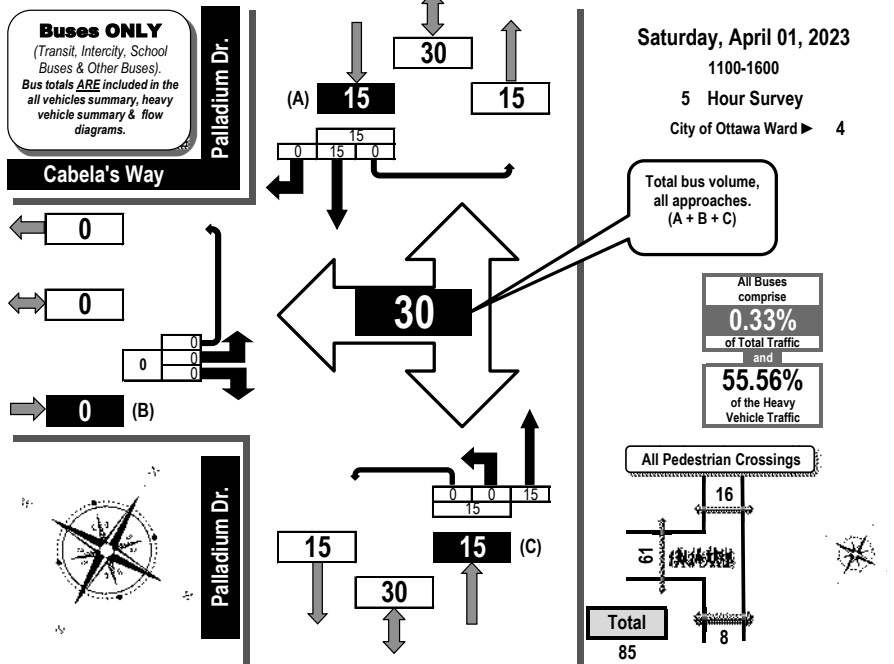 Buses ONLY
(Transit, Intercity, School
Buses & Other Buses).
Bus totals ARE included in the
all vehicles summary, heavy
vehicle summary & flow
diagrams.
Palladium Dr.
Cabela's Way
30
(A) 15
15
15
0 15 0
Saturday, April 01, 2023
1100-1600
5 Hour Survey
City of Ottawa Ward ► 4
Total bus volume,
all approaches.
(A + B + C)
0
0
0
0
0
0
0 (B)
30
All Buses
comprise
0.33%
of Total Traffic
and
55.56%
of the Heavy
Vehicle Traffic
Palladium Dr.
0 0 15
15
15
15 (C)
30
All Pedestrian Crossings
16
61
8
Total
85